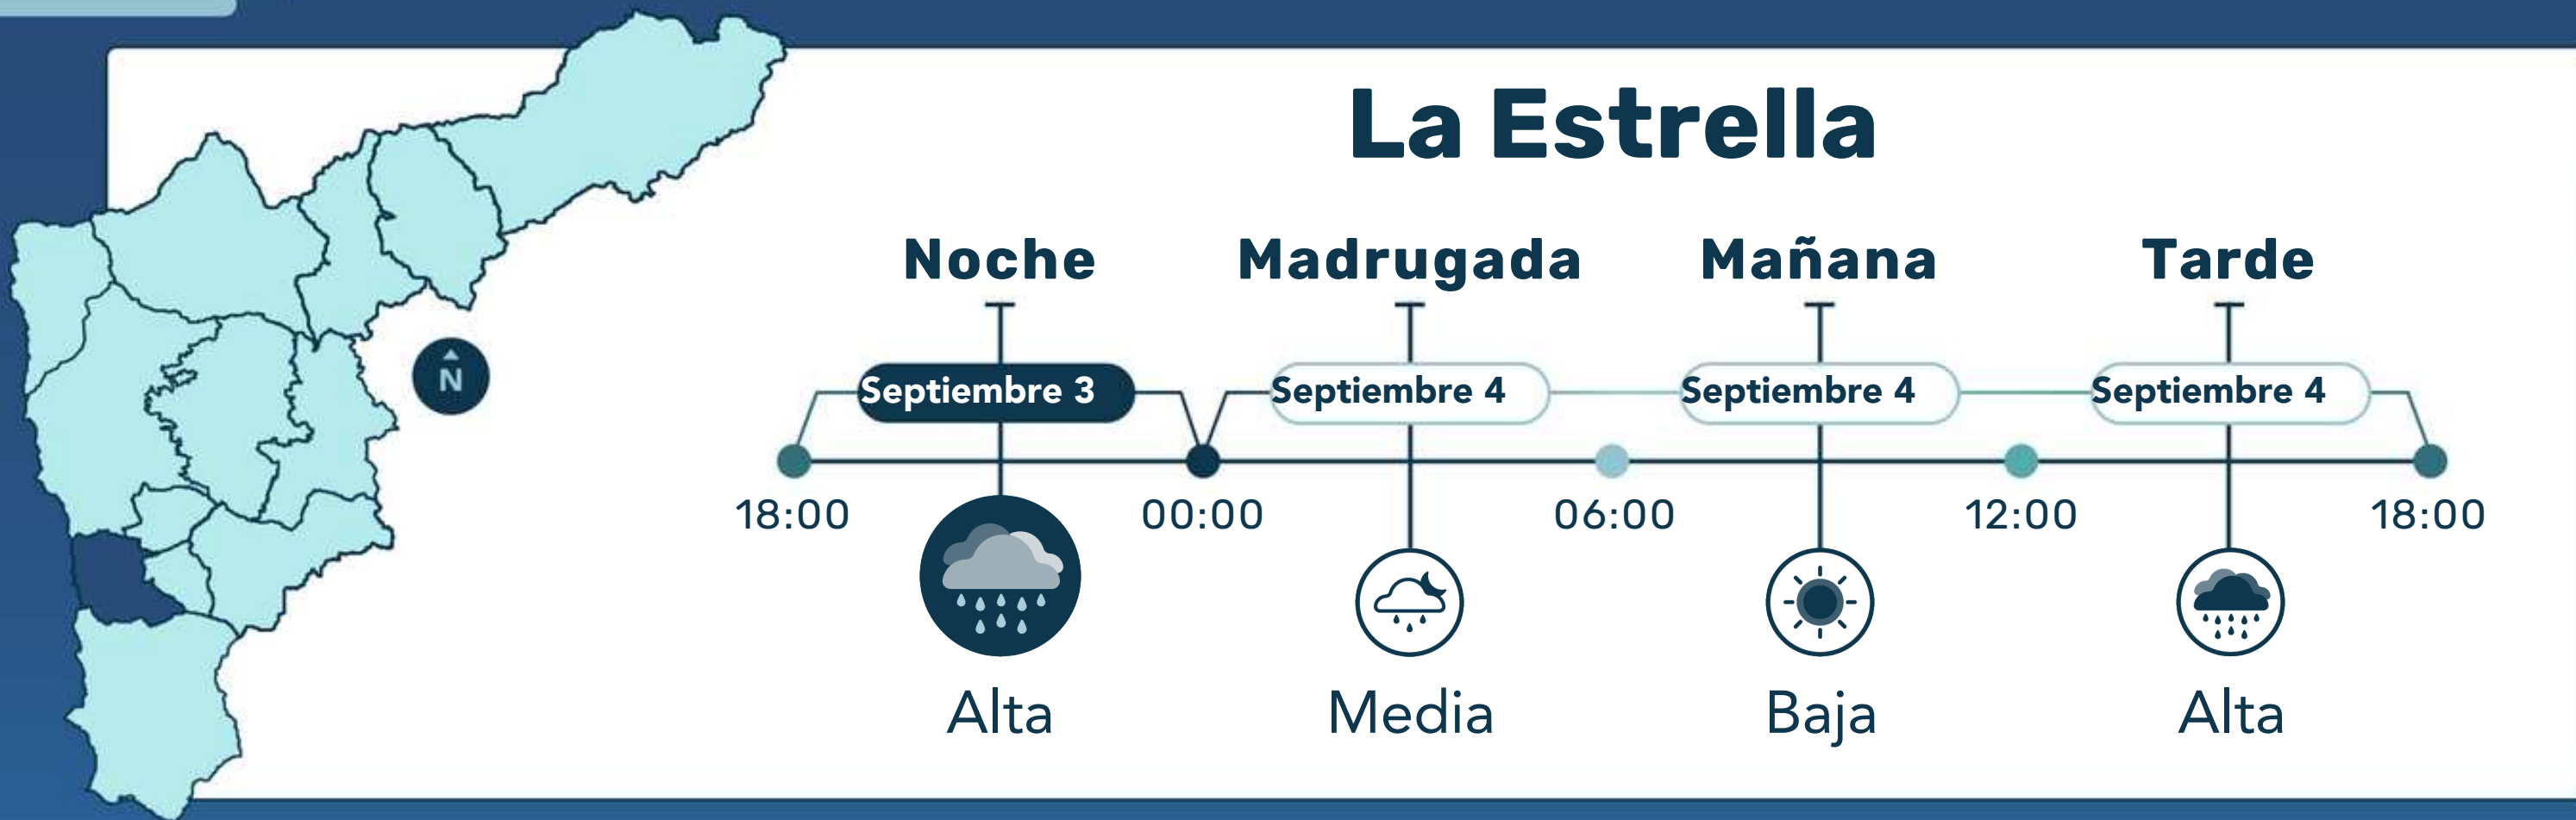 La Estrella
Noche Madrugada Mañana Tarde
N
Septiembre 3 Septiembre 4 Septiembre 4 Septiembre 4
18:00 00:00 06:00 12:00 18:00
Alta Media Baja Alta